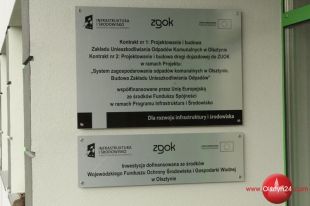 INFRASTRUKTURA
I ŚRODOWISKO
zgok
Kontrakt nr 1: Projektowanie i budowa
Zakładu Unieszkodliwiania Odpadów Komunalnych w Olsztynie
Kontrakt nr 2: Projektowanie i budowa drogi dojazdowej do ZUOK
w ramach Projektu:
„System zagospodarowania odpadów komunalnych w Olsztynie.
Budowa Zakładu Unieszkodliwiania Odpadów”
współfinansowane przez Unię Europejską
ze środków Funduszu Spójności
w ramach Programu Infrastruktura i Środowisko
Dla rozwoju infrastruktury i środowiska
INFRASTRUKTURA
I ŚRODOWISKO
zgok
Inwestycja dofinansowana ze środków
Wojewódzkiego Funduszu Ochrony Środowiska i Gospodarki Wodnej
w Olsztynie
www.Olsztyn24.com